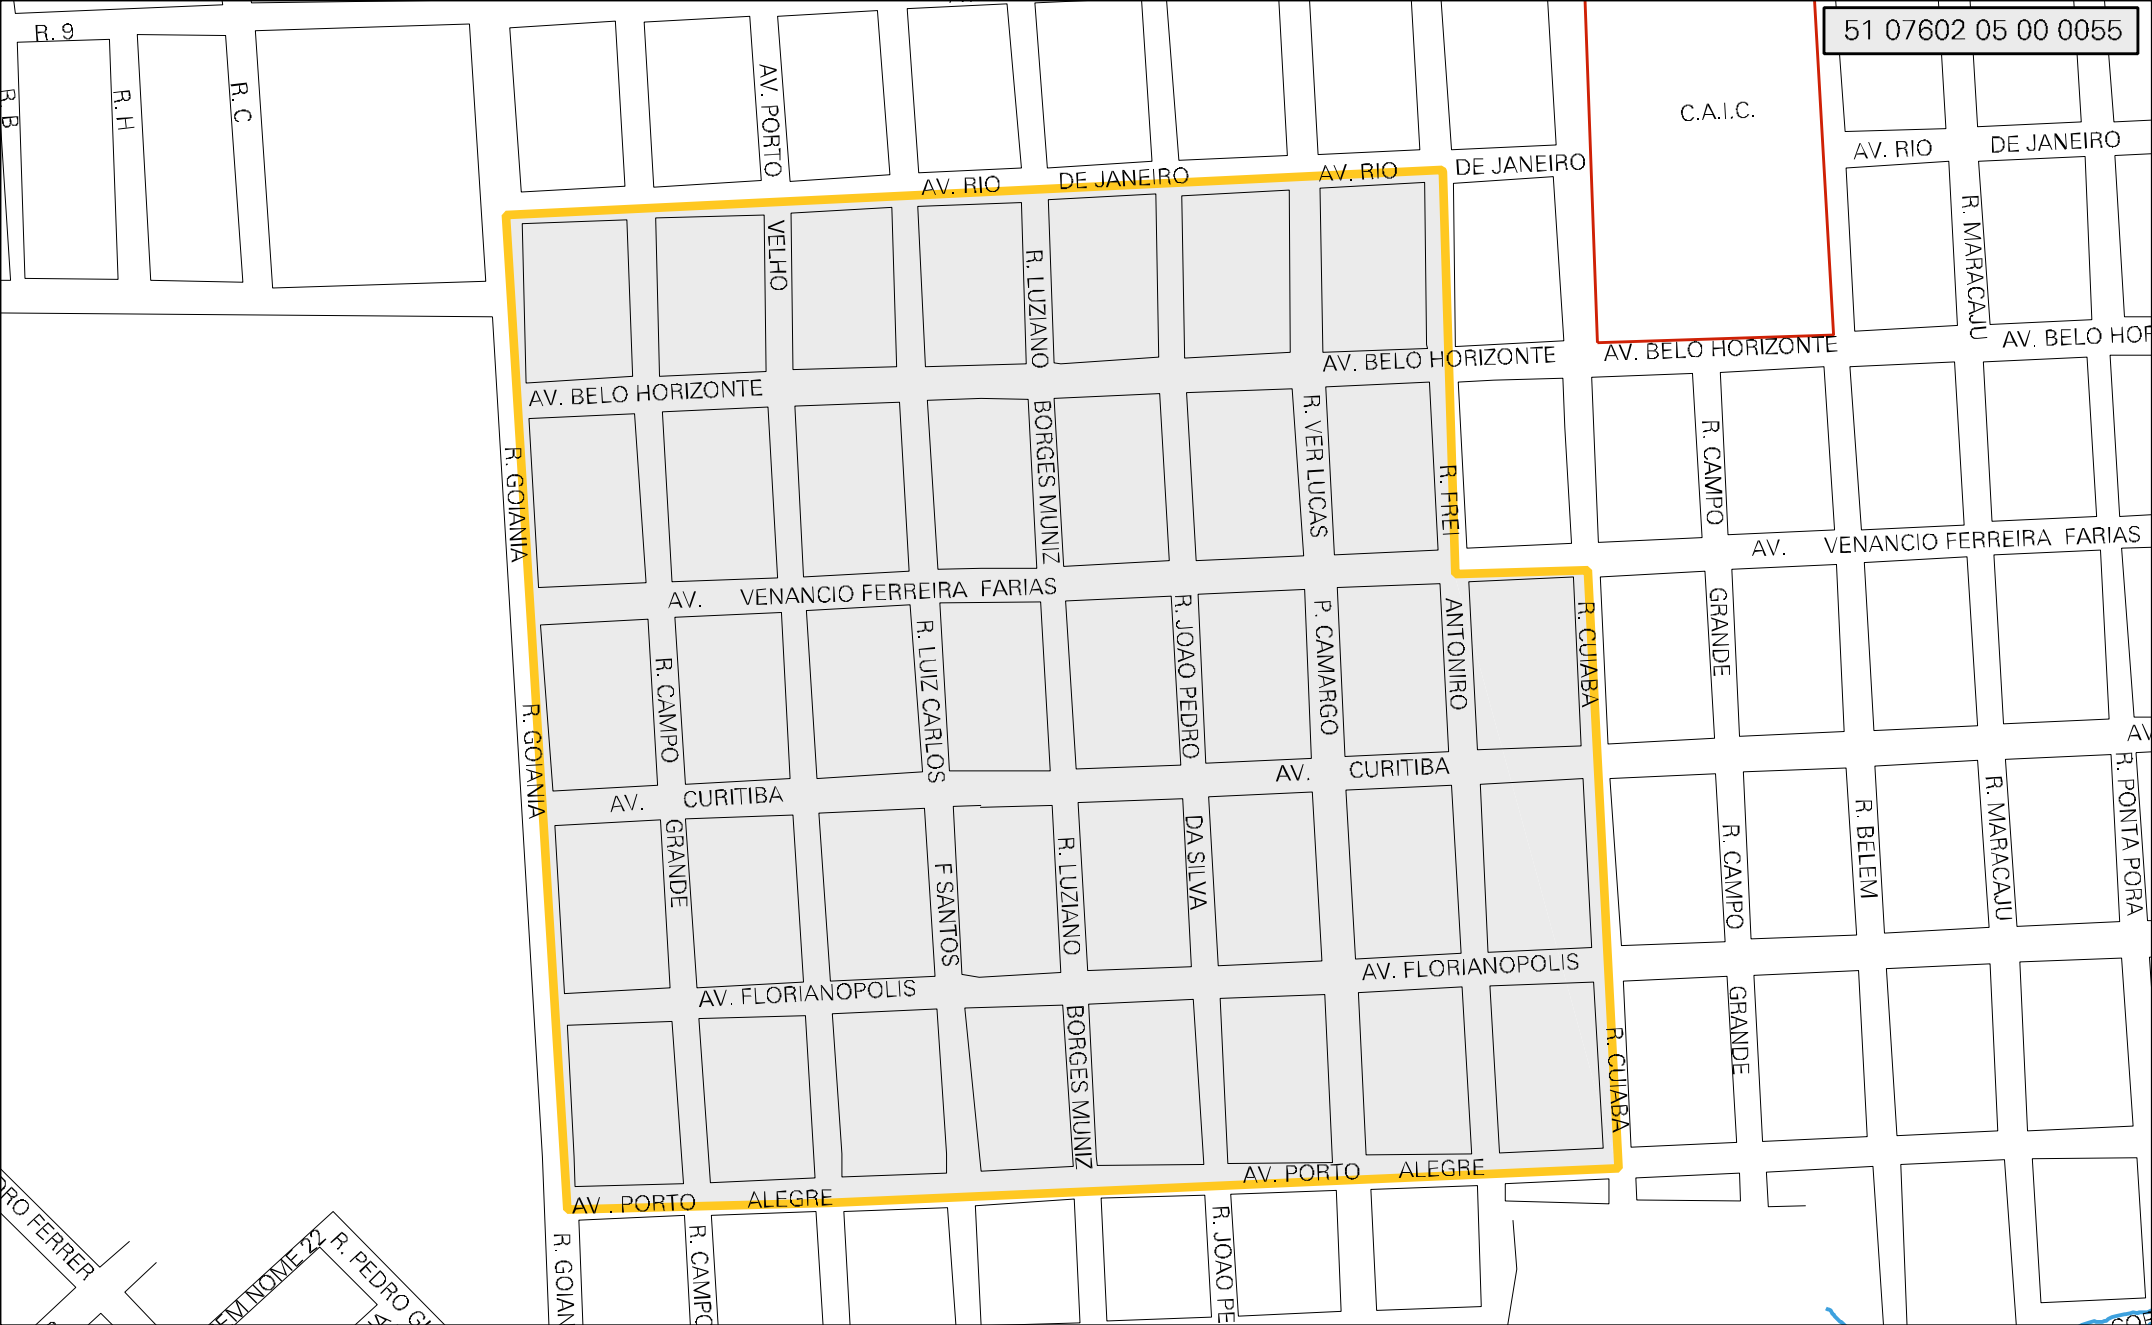 51 07602 05 00 0055
R. 9
R. B
R. H
R. C
AV. PORTO
VELHO
C.A.I.C.
AV. RIO
DE JANEIRO
AV. RIO
DE JANEIRO
AV. RIO
DE JANEIRO
R. LUZIANO
BORGES MUNIZ
R. MARACAJU
AV. BELO HORIZONTE
AV. BELO HORIZONTE
AV. BELO HORIZONTE
AV. BELO HOR
R. GOIANIA
R. VER LUCAS
P. CAMARGO
R. FREI
ANTONIRO
R. CAMPO
GRANDE
AV.
VENANCIO FERREIRA FARIAS
AV.
VENANCIO FERREIRA FARIAS
R. CAMPO
GRANDE
R. LUIZ CARLOS
F SANTOS
R. JOAO PEDRO
DA SILVA
R. CUIABA
R. GOIANIA
AV.
CURITIBA
AV.
CURITIBA
AV
R. LUZIANO
BORGES MUNIZ
R. CAMPO
GRANDE
R. BELEM
R. MARACAJU
R. PONTA PORA
AV. FLORIANOPOLIS
AV. FLORIANOPOLIS
R. CUIABA
AV . PORTO
ALEGRE
AV. PORTO
ALEGRE
R. GOIAN
R. CAMPO
R. JOAO PE
DRO FERRER
EM NOME 22
R. PEDRO GU